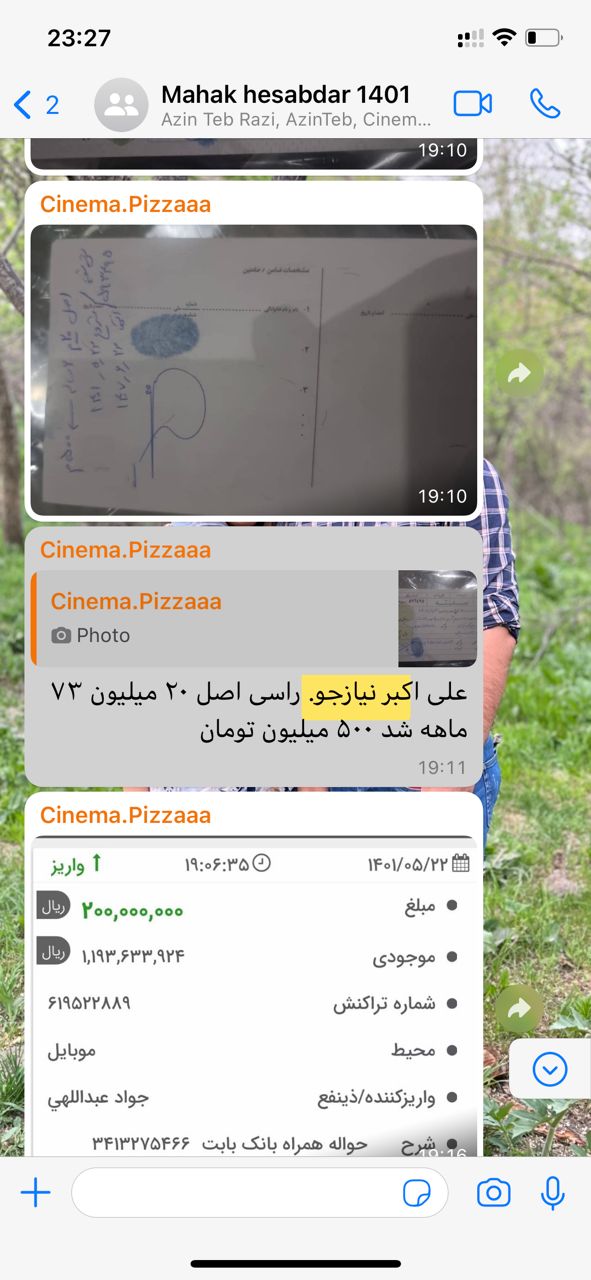 23:27
2
Mahak hesabdar 1401
Azin Teb Razi, AzinTeb, Cinem...
19:10
Cinema.Pizzaaa
مشخصات ضامن / ضامنین
19:10
Cinema.Pizzaaa
Cinema.Pizzaaa
Photo
علی اکبر نیازجو. راسی اصل ۲۰ میلیون ۷۳
ماهه شد ۵۰۰ میلیون تومان
19:11
Cinema.Pizzaaa
۱۴۰۱/۰۵/۲۲ ۱۹:۰۶:۳۵ واریز
مبلغ ۲۰۰,۰۰۰,۰۰۰ ریال
موجودی ۱,۱۹۳,۶۳۳,۹۲۴ ریال
شماره تراکنش ۶۱۹۵۲۲۸۸۹
محیط موبایل
واریزکننده/ذینفع جواد عبداللهي
شرح حواله همراه بانک بابت ۳۴۱۳۲۷۵۴۶۶
19:16